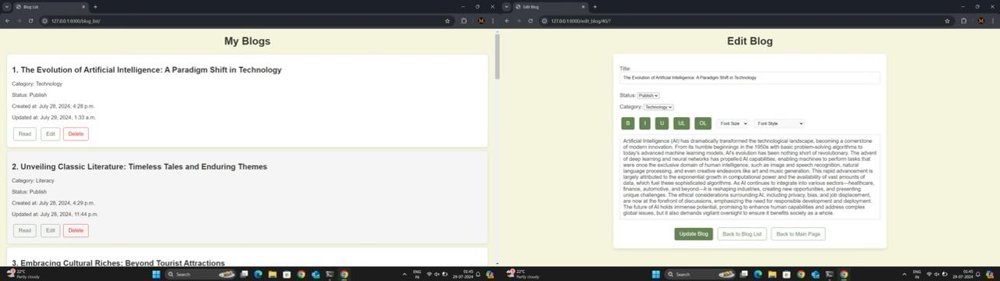 Blog List
127.0.0.1:8000/blog_list/
My Blogs
1. The Evolution of Artificial Intelligence: A Paradigm Shift in Technology
Category: Technology
Status: Publish
Created at: July 28, 2024, 4:28 p.m.
Updated at: July 29, 2024, 1:33 a.m.
Read Edit Delete
2. Unveiling Classic Literature: Timeless Tales and Enduring Themes
Category: Literacy
Status: Publish
Created at: July 28, 2024, 4:29 p.m.
Updated at: July 28, 2024, 11:44 p.m.
Read Edit Delete
3. Embracing Cultural Riches: Beyond Tourist Attractions
22°C
Partly cloudy
Search
ENG
IN
01:45
29-07-2024
Edit Blog
127.0.0.1:8000/edit_blog/40/?
Edit Blog
Title:
The Evolution of Artificial Intelligence: A Paradigm Shift in Technology
Status: Publish
Category: Technology
B I U UL OL Font Size Font Style
Artificial Intelligence (AI) has dramatically transformed the technological landscape, becoming a cornerstone
of modern innovation. From its humble beginnings in the 1950s with basic problem-solving algorithms to
today's advanced machine learning models, AI's evolution has been nothing short of revolutionary. The advent
of deep learning and neural networks has propelled AI capabilities, enabling machines to perform tasks that
were once the exclusive domain of human intelligence, such as image and speech recognition, natural
language processing, and even creative endeavors like art and music generation. This rapid advancement is
largely attributed to the exponential growth in computational power and the availability of vast amounts of
data, which fuel these sophisticated algorithms. As AI continues to integrate into various sectors—healthcare,
finance, automotive, and beyond—it is reshaping industries, creating new opportunities, and presenting
unique challenges. The ethical considerations surrounding AI, including privacy, bias, and job displacement,
are now at the forefront of discussions, emphasizing the need for responsible development and deployment.
The future of AI holds immense potential, promising to enhance human capabilities and address complex
global issues, but it also demands vigilant oversight to ensure it benefits society as a whole.
Update Blog Back to Blog List Back to Main Page
22°C
Partly cloudy
Search
ENG
IN
01:45
29-07-2024